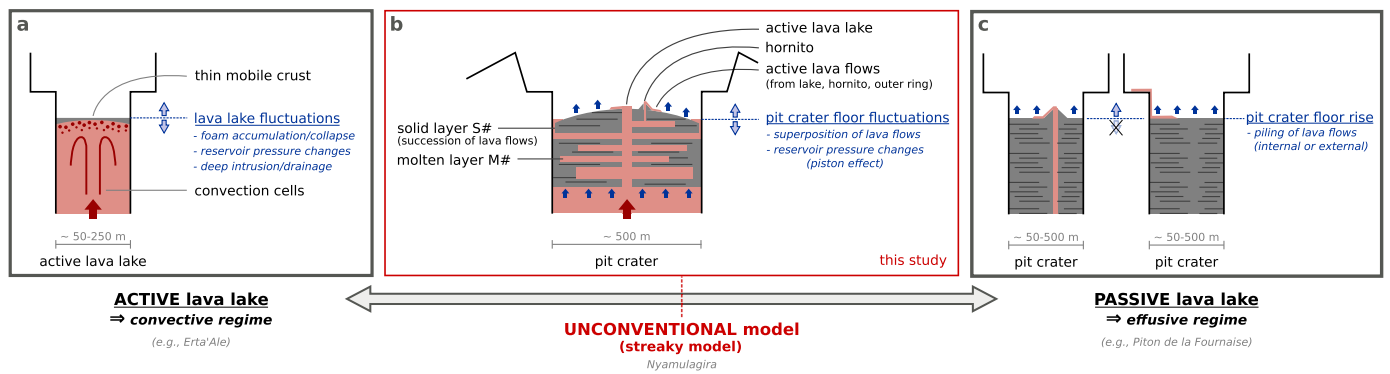 a
thin mobile crust
lava lake fluctuations
- foam accumulation/collapse
- reservoir pressure changes
- deep intrusion/drainage
convection cells
~ 50-250 m
active lava lake
b
active lava lake
hornito
active lava flows
(from lake, hornito, outer ring)
solid layer S#
(succession of lava flows)
molten layer M#
pit crater floor fluctuations
- superposition of lava flows
- reservoir pressure changes
(piston effect)
~ 500 m
pit crater
this study
c
pit crater floor rise
- piling of lava flows
(internal or external)
~ 50-500 m
~ 50-500 m
pit crater
pit crater
ACTIVE lava lake
⇒ convective regime
(e.g., Erta'Ale)
UNCONVENTIONAL model
(streaky model)
Nyamulagira
PASSIVE lava lake
⇒ effusive regime
(e.g., Piton de la Fournaise)